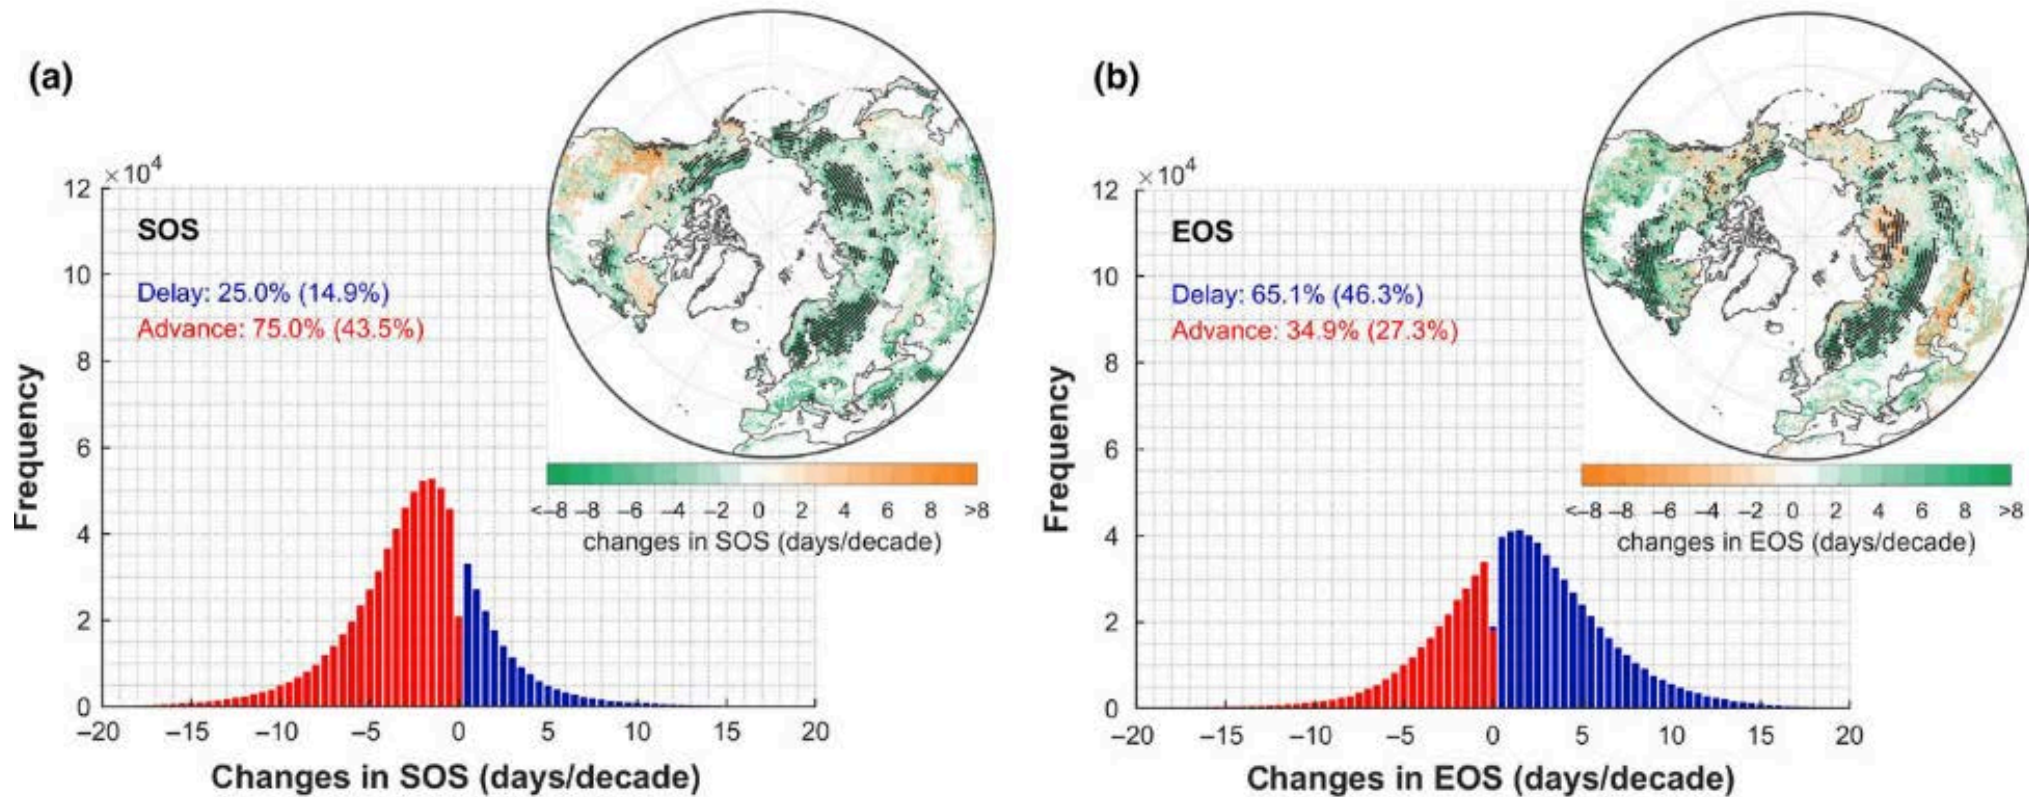 (a)
×10⁴
12
10
8
6
4
2
0
Frequency
SOS
Delay: 25.0% (14.9%)
Advance: 75.0% (43.5%)
–20 –15 –10 –5 0 5 10 15 20
Changes in SOS (days/decade)
<–8 –8 –6 –4 –2 0 2 4 6 8 >8
changes in SOS (days/decade)
(b)
×10⁴
12
10
8
6
4
2
0
Frequency
EOS
Delay: 65.1% (46.3%)
Advance: 34.9% (27.3%)
–20 –15 –10 –5 0 5 10 15 20
Changes in EOS (days/decade)
<–8 –8 –6 –4 –2 0 2 4 6 8 >8
changes in EOS (days/decade)